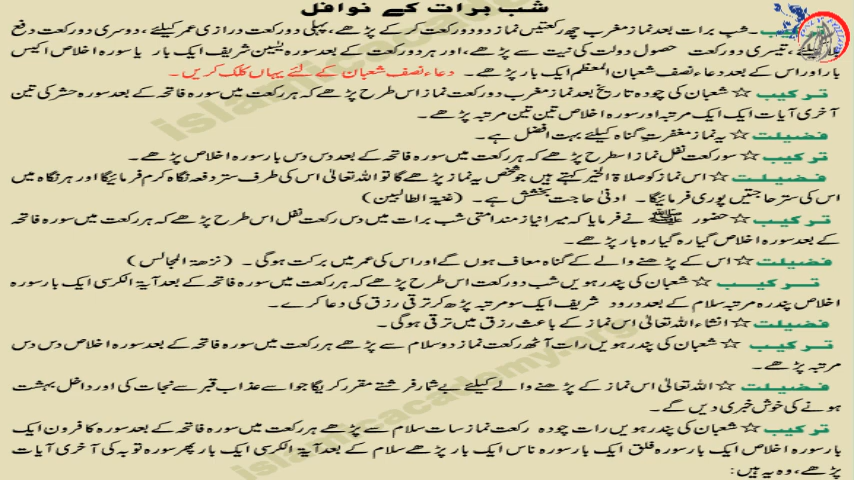 شب برات کے نوافل
۔شب برات بعد نماز مغرب چھ رکعتیں نماز دو دو رکعت کر کے پڑھے، پہلی دو رکعت درازی عمر کیلئے، دوسری دو رکعت دفع
کیلئے، تیسری دو رکعت حصول دولت کی نیت سے پڑھے، اور ہر دو رکعت کے بعد سورہ یٰسین شریف ایک بار یا سورہ اخلاص اکیس
بار اور اس کے بعد دعاء نصف شعبان المعظم ایک بار پڑھے۔ دعاء نصف شعبان کے لئے یہاں کلک کریں۔
ترکیب ☆ شعبان کی چودہ تاریخ بعد نماز مغرب دو رکعت نماز اس طرح پڑھے کہ ہر رکعت میں سورہ فاتحہ کے بعد سورہ حشر کی تین
آخری آیات ایک ایک مرتبہ اور سورہ اخلاص تین تین مرتبہ پڑھے۔
فضیلت ☆ یہ نماز مغفرتِ گناہ کیلئے بہت افضل ہے۔
ترکیب ☆ سو رکعت نفل نماز اسطرح پڑھے کہ ہر رکعت میں سورہ فاتحہ کے بعد دس دس بار سورہ اخلاص پڑھے۔
فضیلت ☆ اس نماز کو صلاۃ الخیر کہتے ہیں جو شخص یہ نماز پڑھے گا تو اللہ تعالیٰ اس کی طرف ستر دفعہ نگاہ کرم فرمائیگا اور ہر نگاہ میں
اس کی ستر حاجتیں پوری فرمائیگا۔ ادنیٰ حاجت بخشش ہے۔ (غنیۃ الطالبین)
ترکیب ☆ حضور ﷺ نے فرمایا کہ میرا نیاز مند امتی شب برات میں دس رکعت نفل اس طرح پڑھے کہ ہر رکعت میں سورہ فاتحہ
کے بعد سورہ اخلاص گیارہ گیارہ بار پڑھے۔
فضیلت ☆ اس کے پڑھنے والے کے گناہ معاف ہوں گے اور اس کی عمر میں برکت ہوگی۔ (نزھۃ المجالس)
ترکیب ☆ شعبان کی پندرہویں شب دو رکعت اس طرح پڑھے کہ ہر رکعت میں سورہ فاتحہ کے بعد آیۃ الکرسی ایک بار سورہ
اخلاص پندرہ مرتبہ سلام کے بعد درود شریف ایک سو مرتبہ پڑھ کر ترقی رزق کی دعا کرے۔
فضیلت ☆ انشاء اللہ تعالیٰ اس نماز کے باعث رزق میں ترقی ہوگی۔
ترکیب ☆ شعبان کی پندرہویں رات آٹھ رکعت نماز دو سلام سے پڑھے ہر رکعت میں سورہ فاتحہ کے بعد سورہ اخلاص دس دس
مرتبہ پڑھے۔
فضیلت ☆ اللہ تعالیٰ اس نماز کے پڑھنے والے کیلئے بے شمار فرشتے مقرر کریگا جو اسے عذاب قبر سے نجات کی اور داخل بہشت
ہونے کی خوش خبری دیں گے۔
ترکیب ☆ شعبان کی پندرہویں رات چودہ رکعت نماز سات سلام سے پڑھے ہر رکعت میں سورہ فاتحہ کے بعد سورہ کافرون ایک
بار سورہ اخلاص ایک بار سورہ فلق ایک بار سورہ ناس ایک بار پڑھے سلام کے بعد آیۃ الکرسی ایک بار پھر سورہ توبہ کی آخری آیات
پڑھے، وہ یہ ہیں:
islamicacademy.org
islamicacademy.org